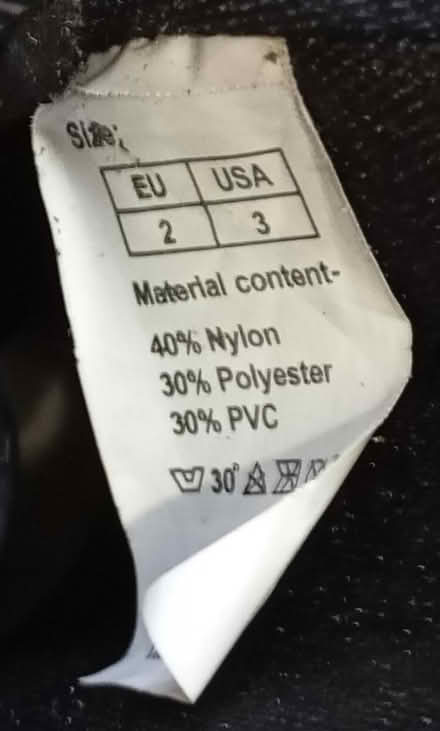 Size:
EU USA
2 3
Material content-
40% Nylon
30% Polyester
30% PVC
30°